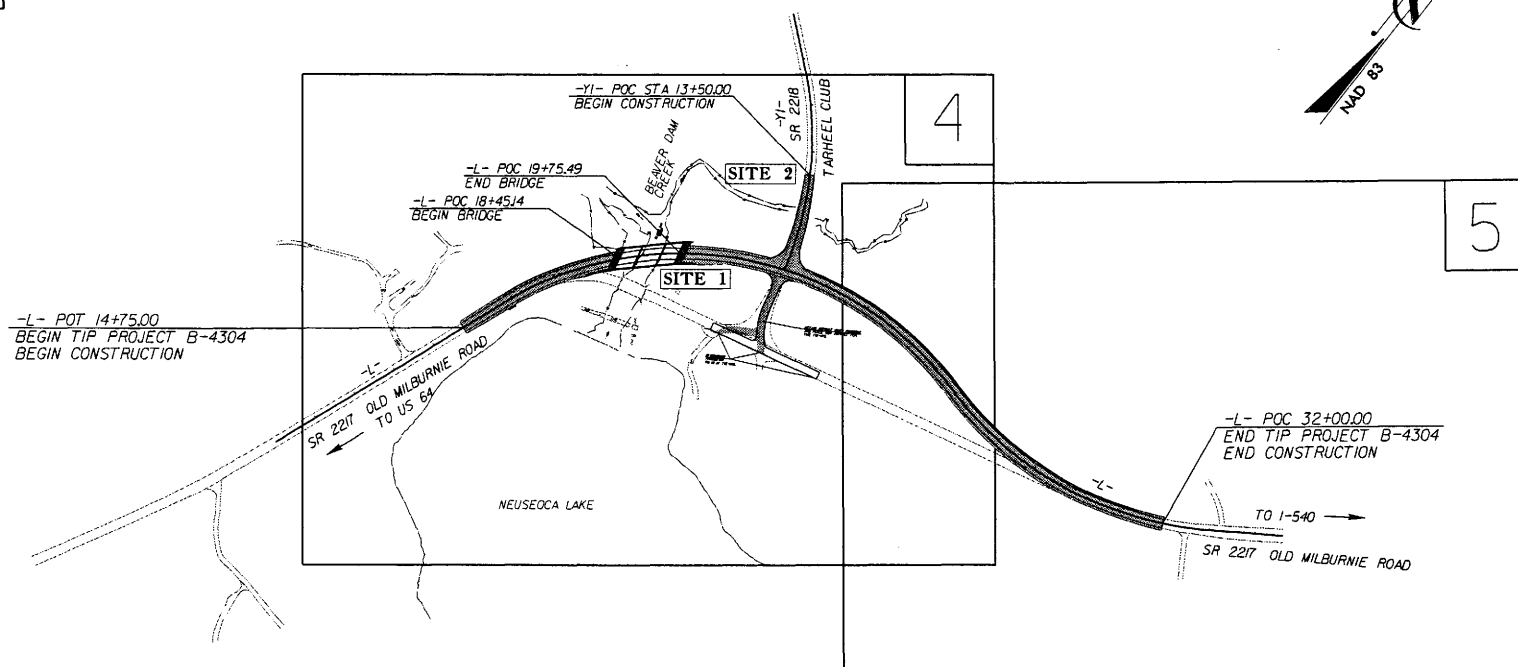 -Y1- POC STA 13+50.00
BEGIN CONSTRUCTION
-Y1-
SR 2218
TARHEEL CLUB
4
NAD 83
BEAVER DAM
CREEK
-L- POC 19+75.49
END BRIDGE
SITE 2
-L- POC 18+45.14
BEGIN BRIDGE
5
SITE 1
-L- POT 14+75.00
BEGIN TIP PROJECT B-4304
BEGIN CONSTRUCTION
-L-
SR 2217 OLD MILBURNIE ROAD
TO US 64
-L- POC 32+00.00
END TIP PROJECT B-4304
END CONSTRUCTION
-L-
NEUSEOCA LAKE
TO I-540
SR 2217 OLD MILBURNIE ROAD